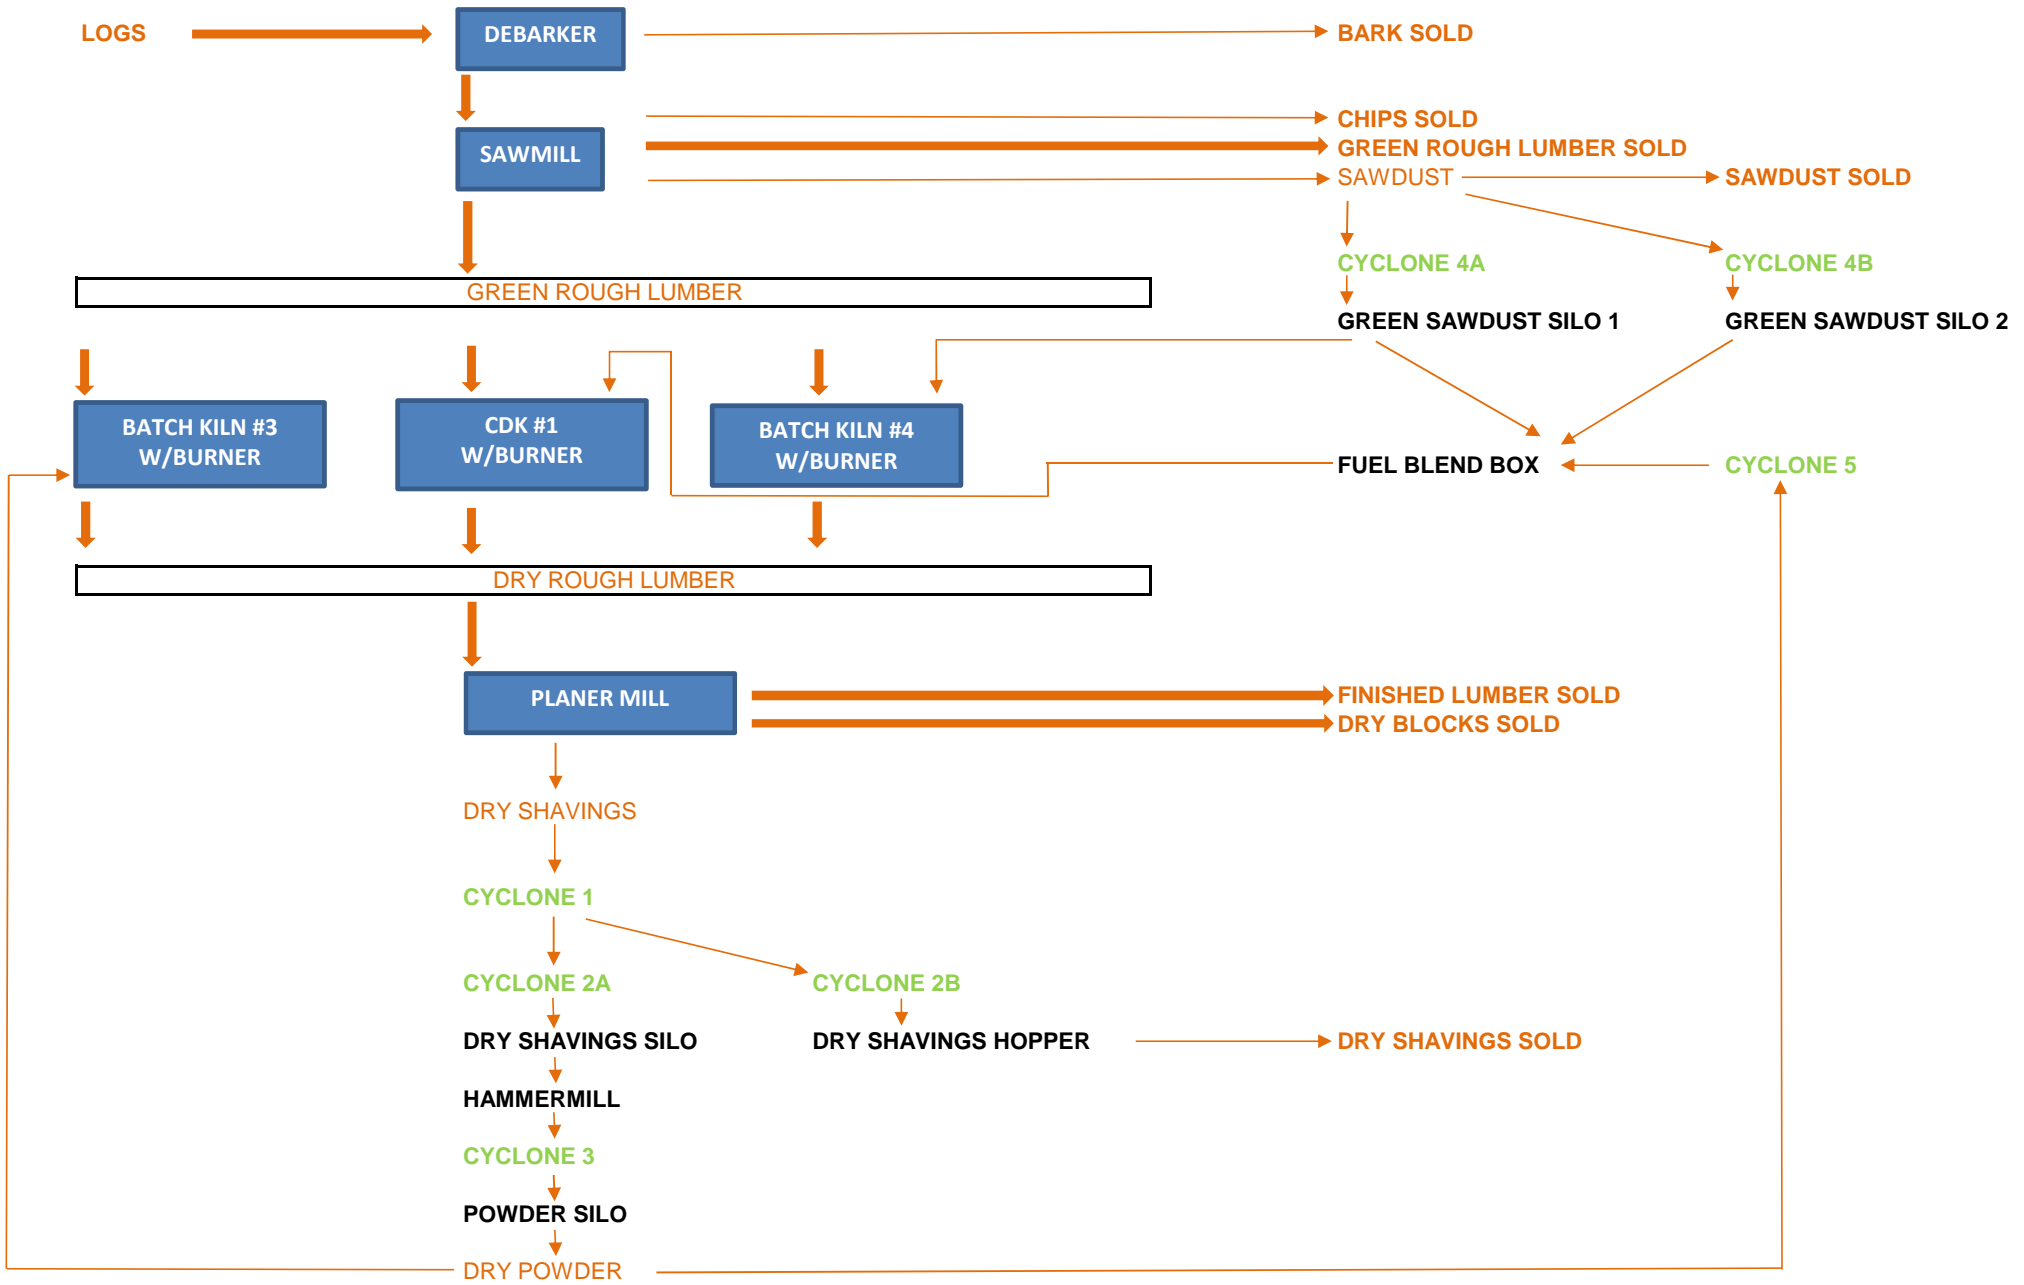 LOGS
DEBARKER
BARK SOLD
CHIPS SOLD
SAWMILL
GREEN ROUGH LUMBER SOLD
SAWDUST
SAWDUST SOLD
CYCLONE 4A
CYCLONE 4B
GREEN ROUGH LUMBER
GREEN SAWDUST SILO 1
GREEN SAWDUST SILO 2
BATCH KILN #3
W/BURNER
CDK #1
W/BURNER
BATCH KILN #4
W/BURNER
FUEL BLEND BOX
CYCLONE 5
DRY ROUGH LUMBER
PLANER MILL
FINISHED LUMBER SOLD
DRY BLOCKS SOLD
DRY SHAVINGS
CYCLONE 1
CYCLONE 2A
CYCLONE 2B
DRY SHAVINGS SILO
DRY SHAVINGS HOPPER
DRY SHAVINGS SOLD
HAMMERMILL
CYCLONE 3
POWDER SILO
DRY POWDER